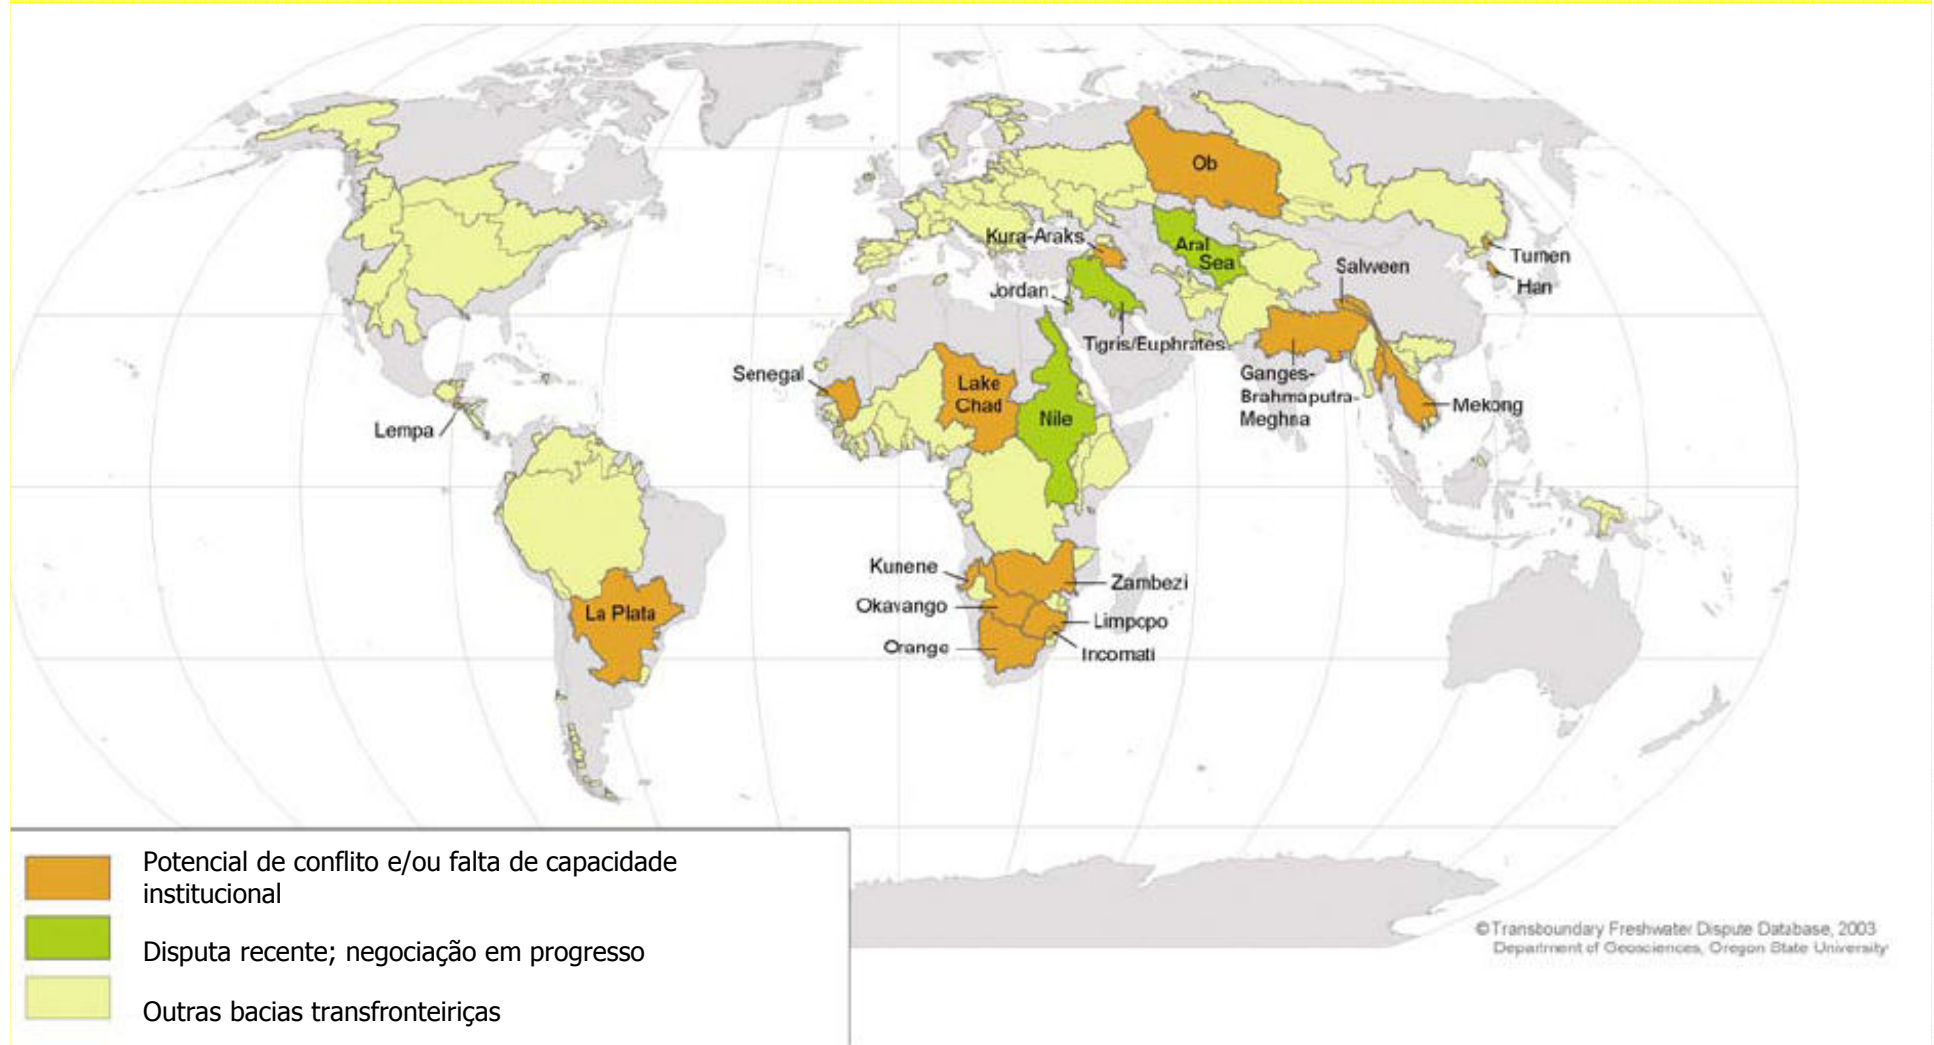 Ob
Kura-Araks
Aral
Sea
Tumen
Salween
Han
Jordan
Tigris/Euphrates
Senegal
Lake
Chad
Nile
Ganges-
Brahmaputra-
Meghna
Mekong
Lempa
Kunene
Zambezi
Okavango
La Plata
Limpopo
Orange
Incomati
Potencial de conflito e/ou falta de capacidade
institucional
Disputa recente; negociação em progresso
Outras bacias transfronteiriças
©Transboundary Freshwater Dispute Database, 2003
Department of Geosciences, Oregon State University